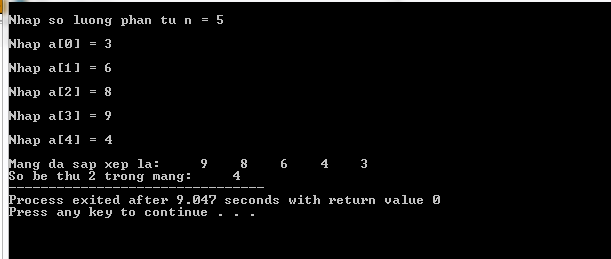 Nhap so luong phan tu n = 5
Nhap a[0] = 3
Nhap a[1] = 6
Nhap a[2] = 8
Nhap a[3] = 9
Nhap a[4] = 4
Mang da sap xep la: 9 8 6 4 3
So be thu 2 trong mang: 4
--------------------------------
Process exited after 9.047 seconds with return value 0
Press any key to continue . . .